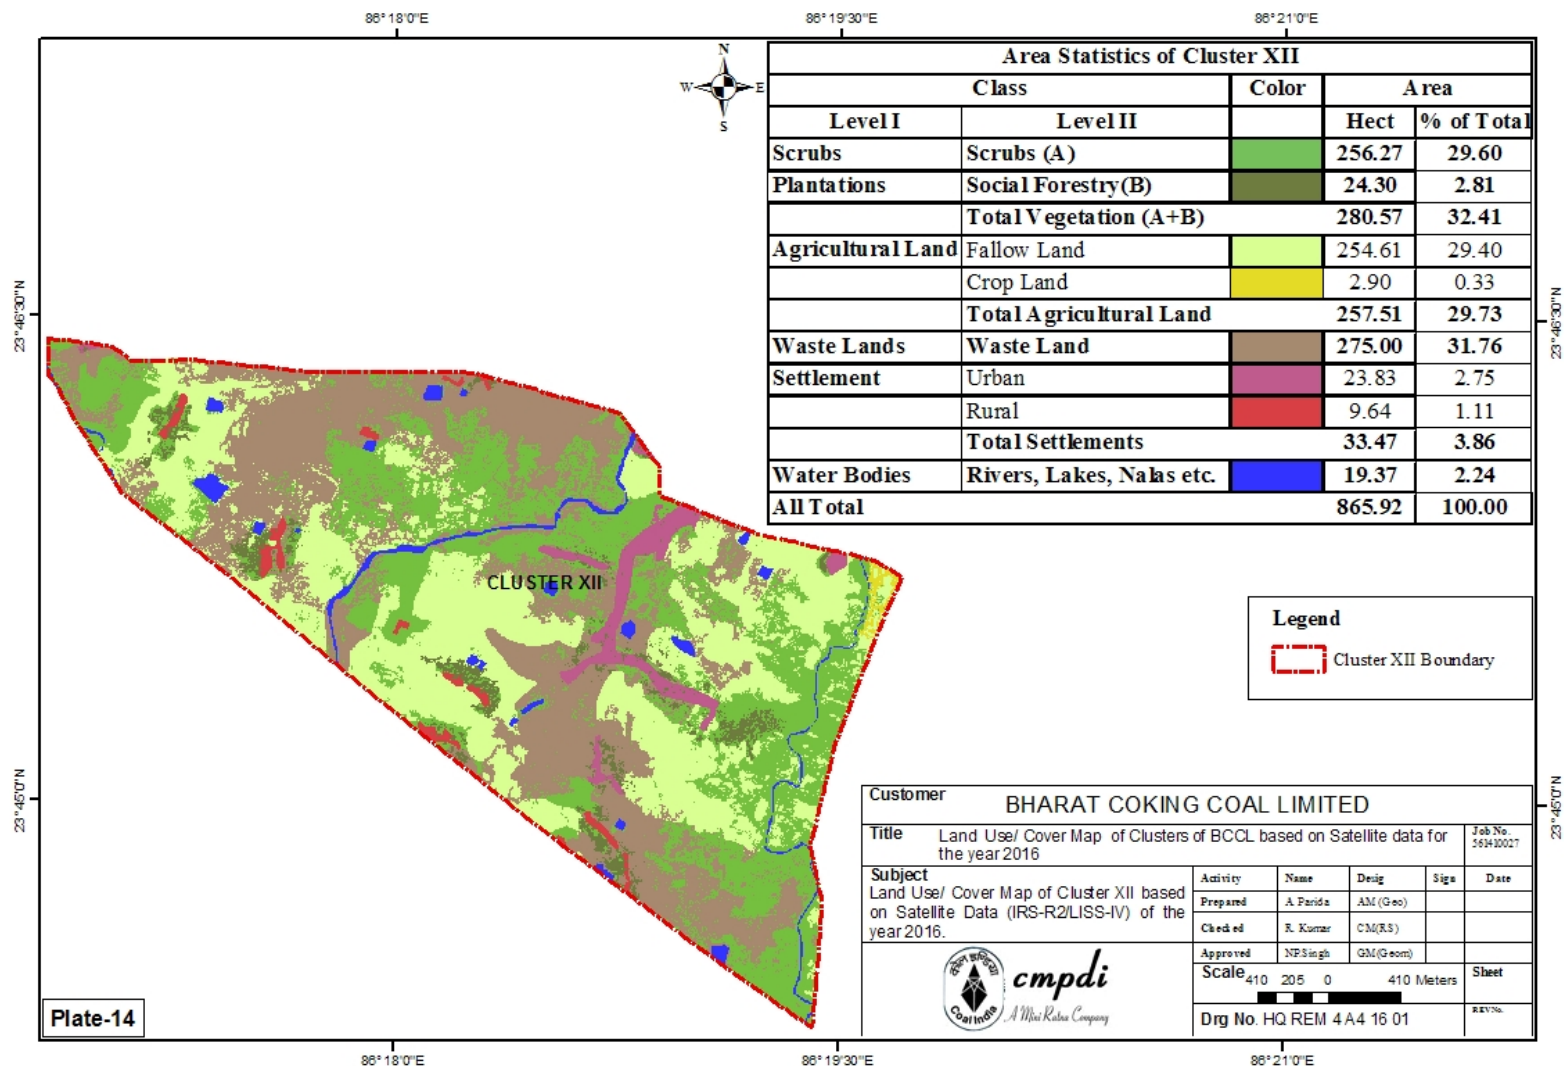 86° 18'0"E 86° 19'30"E 86° 21'0"E
N
W E
S
Area Statistics of Cluster XII
Class Color Area
Level I Level II Hect % of Total
Scrubs Scrubs (A) 256.27 29.60
Plantations Social Forestry(B) 24.30 2.81
Total Vegetation (A+B) 280.57 32.41
Agricultural Land Fallow Land 254.61 29.40
Crop Land 2.90 0.33
Total Agricultural Land 257.51 29.73
Waste Lands Waste Land 275.00 31.76
Settlement Urban 23.83 2.75
Rural 9.64 1.11
Total Settlements 33.47 3.86
Water Bodies Rivers, Lakes, Nalas etc. 19.37 2.24
All Total 865.92 100.00
23°46'30"N
23°46'30"N
CLUSTER XII
Legend
Cluster XII Boundary
23°45'0"N
23°45'0"N
Customer BHARAT COKING COAL LIMITED
Title Land Use/ Cover Map of Clusters of BCCL based on Satellite data for
the year 2016
Job No.
561410027
Subject
Land Use/ Cover Map of Cluster XII based
on Satellite Data (IRS-R2/LISS-IV) of the
year 2016.
Activity Name Desig Sign Date
Prepared A. Parida AM (Geo)
Checked R. Kumar CM(RS)
Approved N.P.Singh GM(Geom)
Scale 410 205 0 410 Meters
Sheet
REV No.
Drg No. HQ REM 4 A4 16 01
कोल इण्डिया
Coal India
cmpdi
A Mini Ratna Company
Plate-14
86° 18'0"E 86° 19'30"E 86° 21'0"E